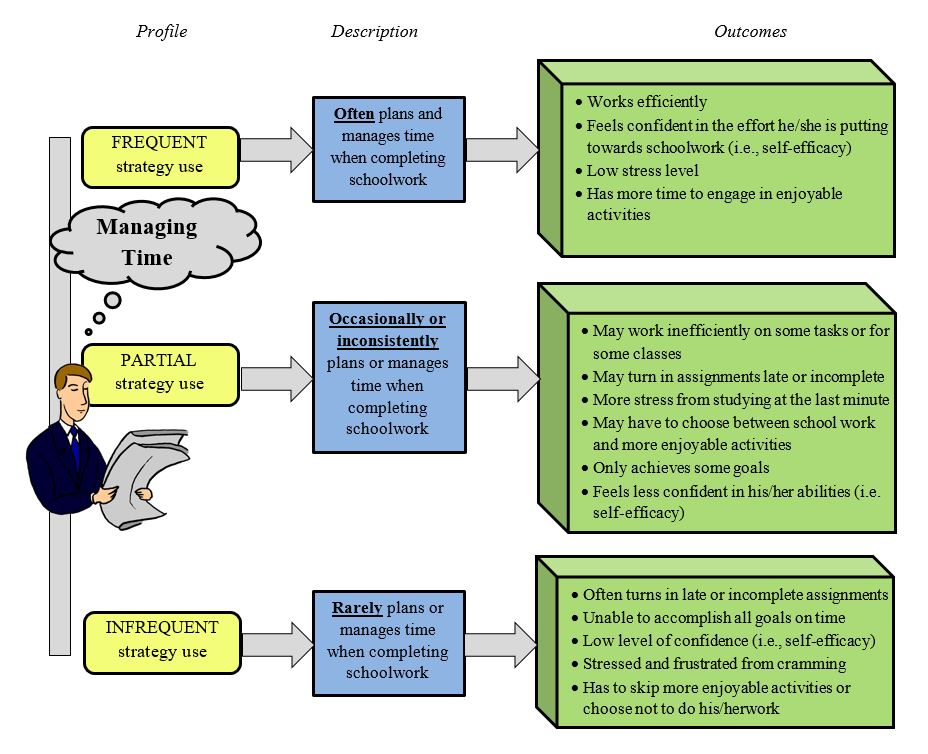 Profile
Description
Outcomes
FREQUENT
strategy use
Often plans and
manages time
when completing
schoolwork
• Works efficiently
• Feels confident in the effort he/she is putting
towards schoolwork (i.e., self-efficacy)
• Low stress level
• Has more time to engage in enjoyable
activities
Managing
Time
PARTIAL
strategy use
Occasionally or
inconsistently
plans or manages
time when
completing
schoolwork
• May work inefficiently on some tasks or for
some classes
• May turn in assignments late or incomplete
• More stress from studying at the last minute
• May have to choose between school work
and more enjoyable activities
• Only achieves some goals
• Feels less confident in his/her abilities (i.e.
self-efficacy)
INFREQUENT
strategy use
Rarely plans or
manages time
when completing
schoolwork
• Often turns in late or incomplete assignments
• Unable to accomplish all goals on time
• Low level of confidence (i.e., self-efficacy)
• Stressed and frustrated from cramming
• Has to skip more enjoyable activities or
choose not to do his/herwork